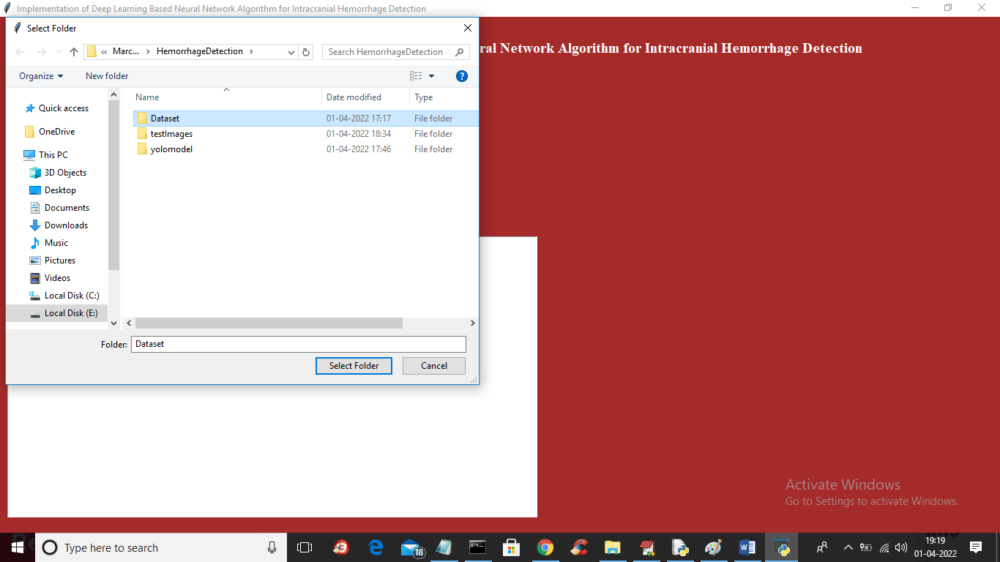 Implementation of Deep Learning Based Neural Network Algorithm for Intracranial Hemorrhage Detection
Select Folder
« Marc... › HemorrhageDetection ›
Search HemorrhageDetection
ral Network Algorithm for Intracranial Hemorrhage Detection
Organize
New folder
Name Date modified Type
Quick access
OneDrive
This PC
3D Objects
Desktop
Documents
Downloads
Music
Pictures
Videos
Local Disk (C:)
Local Disk (E:)
Dataset 01-04-2022 17:17 File folder
testImages 01-04-2022 18:34 File folder
yolomodel 01-04-2022 17:46 File folder
Folder: Dataset
Select Folder
Cancel
Activate Windows
Go to Settings to activate Windows.
Type here to search
18
19:19
01-04-2022